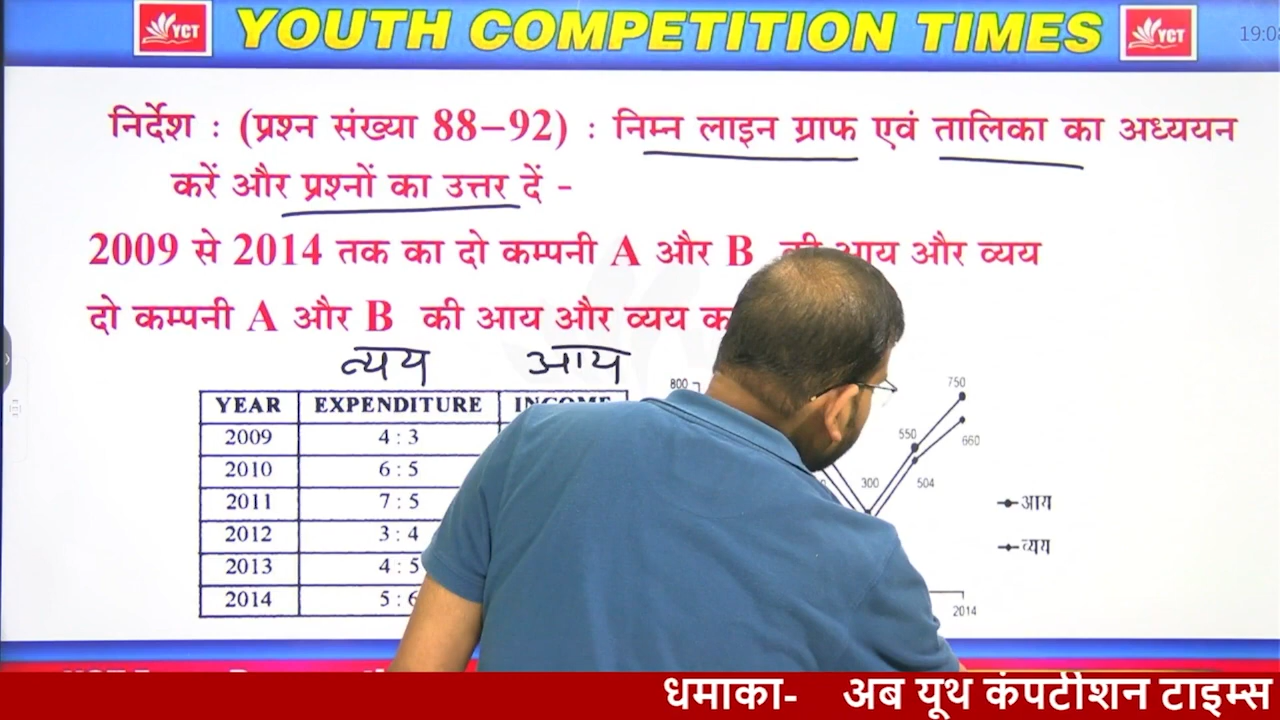 YCT YOUTH COMPETITION TIMES YCT
19:08
निर्देश : (प्रश्न संख्या 88–92) : निम्न लाइन ग्राफ एवं तालिका का अध्ययन
करें और प्रश्नों का उत्तर दें -
2009 से 2014 तक का दो कम्पनी A और B की आय और व्यय
दो कम्पनी A और B की आय और व्यय
व्यय आय
YEAR EXPENDITURE INCOME
2009 4 : 3
2010 6 : 5
2011 7 : 5
2012 3 : 4
2013 4 : 5
2014 5 : 6
800
750
550
660
300
504
आय
व्यय
2014
धमाका- अब यूथ कंपटीशन टाइम्स